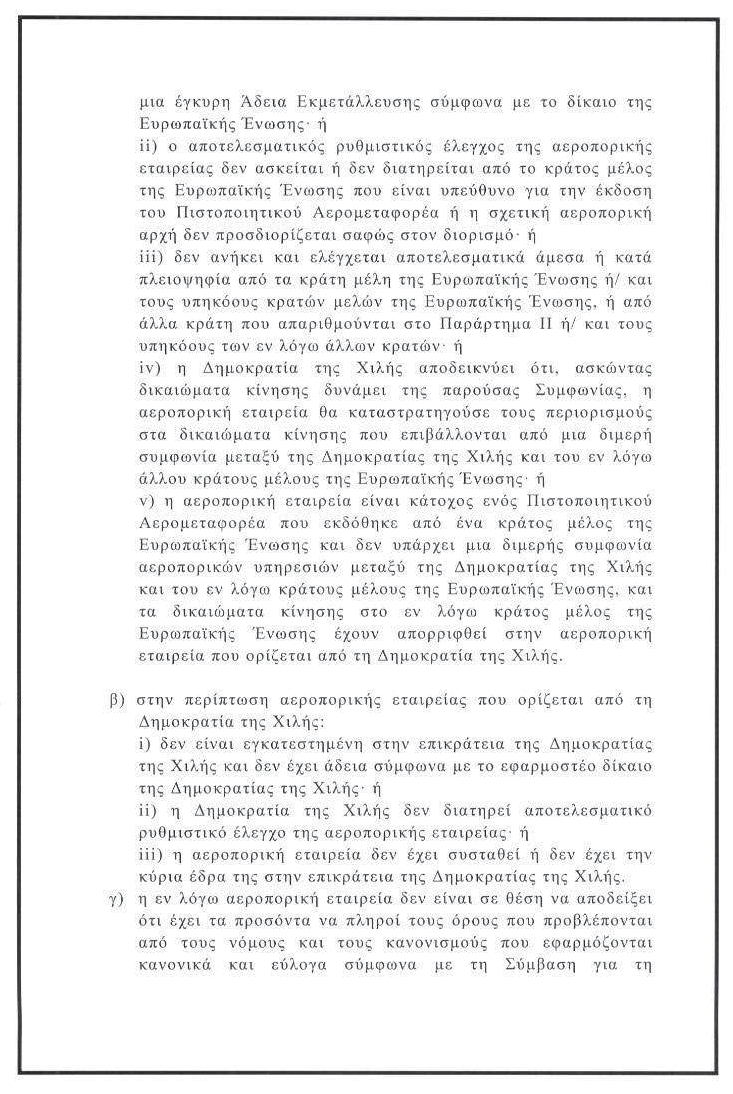 μια έγκυρη Άδεια Εκμετάλλευσης σύμφωνα με το δίκαιο της
Ευρωπαϊκής Ένωσης· ή
ii) ο αποτελεσματικός ρυθμιστικός έλεγχος της αεροπορικής
εταιρείας δεν ασκείται ή δεν διατηρείται από το κράτος μέλος
της Ευρωπαϊκής Ένωσης που είναι υπεύθυνο για την έκδοση
του Πιστοποιητικού Αερομεταφορέα ή η σχετική αεροπορική
αρχή δεν προσδιορίζεται σαφώς στον διορισμό· ή
iii) δεν ανήκει και ελέγχεται αποτελεσματικά άμεσα ή κατά
πλειοψηφία από τα κράτη μέλη της Ευρωπαϊκής Ένωσης ή/ και
τους υπηκόους κρατών μελών της Ευρωπαϊκής Ένωσης, ή από
άλλα κράτη που απαριθμούνται στο Παράρτημα ΙΙ ή/ και τους
υπηκόους των εν λόγω άλλων κρατών· ή
iv) η Δημοκρατία της Χιλής αποδεικνύει ότι, ασκώντας
δικαιώματα κίνησης δυνάμει της παρούσας Συμφωνίας, η
αεροπορική εταιρεία θα καταστρατηγούσε τους περιορισμούς
στα δικαιώματα κίνησης που επιβάλλονται από μια διμερή
συμφωνία μεταξύ της Δημοκρατίας της Χιλής και του εν λόγω
άλλου κράτους μέλους της Ευρωπαϊκής Ένωσης· ή
v) η αεροπορική εταιρεία είναι κάτοχος ενός Πιστοποιητικού
Αερομεταφορέα που εκδόθηκε από ένα κράτος μέλος της
Ευρωπαϊκής Ένωσης και δεν υπάρχει μια διμερής συμφωνία
αεροπορικών υπηρεσιών μεταξύ της Δημοκρατίας της Χιλής
και του εν λόγω κράτους μέλους της Ευρωπαϊκής Ένωσης, και
τα δικαιώματα κίνησης στο εν λόγω κράτος μέλος της
Ευρωπαϊκής Ένωσης έχουν απορριφθεί στην αεροπορική
εταιρεία που ορίζεται από τη Δημοκρατία της Χιλής.
β) στην περίπτωση αεροπορικής εταιρείας που ορίζεται από τη
Δημοκρατία της Χιλής:
i) δεν είναι εγκατεστημένη στην επικράτεια της Δημοκρατίας
της Χιλής και δεν έχει άδεια σύμφωνα με το εφαρμοστέο δίκαιο
της Δημοκρατίας της Χιλής· ή
ii) η Δημοκρατία της Χιλής δεν διατηρεί αποτελεσματικό
ρυθμιστικό έλεγχο της αεροπορικής εταιρείας· ή
iii) η αεροπορική εταιρεία δεν έχει συσταθεί ή δεν έχει την
κύρια έδρα της στην επικράτεια της Δημοκρατίας της Χιλής.
γ) η εν λόγω αεροπορική εταιρεία δεν είναι σε θέση να αποδείξει
ότι έχει τα προσόντα να πληροί τους όρους που προβλέπονται
από τους νόμους και τους κανονισμούς που εφαρμόζονται
κανονικά και εύλογα σύμφωνα με τη Σύμβαση για τη